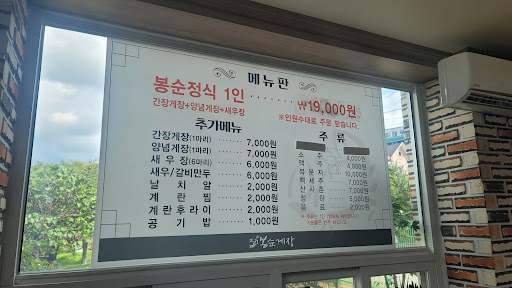 메뉴판
봉순정식 1인 ······· ₩19,000원
간장게장+양념게장+새우장
※인원수대로 주문 받습니다.
추가메뉴
간장게장(1마리) ······ 7,000원
양념게장(1마리) ······ 7,000원
새우장(6마리) ······ 6,000원
새우/갈비만두 ······ 6,000원
날치알 ······ 2,000원
계란찜 ······ 2,000원
계란후라이 ······ 2,000원
공기밥 ······ 1,000원
주류
소주 ······ 4,000원
맥주 ······ 4,000원
복분자 ······ 10,000원
백세주 ······ 7,000원
산사춘 ······ 7,000원
청하 ······ 5,000원
음료 ······ 2,000원
봉순게장